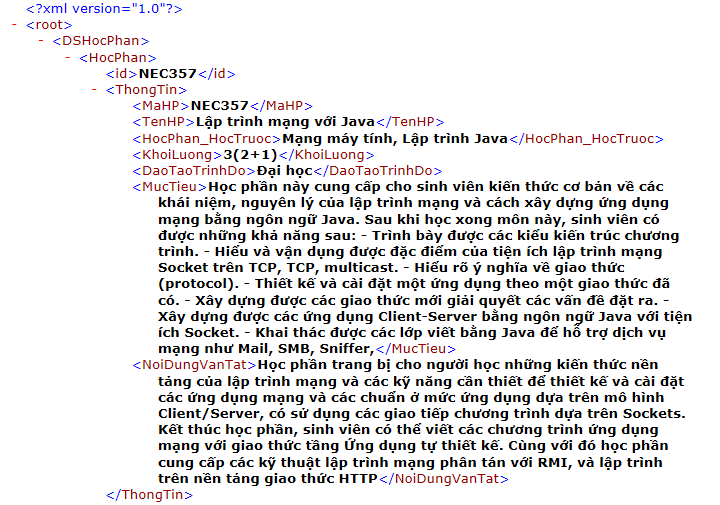 <?xml version="1.0"?>
- <root>
- <DSHocPhan>
- <HocPhan>
<id>NEC357</id>
- <ThongTin>
<MaHP>NEC357</MaHP>
<TenHP>Lập trình mạng với Java</TenHP>
<HocPhan_HocTruoc>Mạng máy tính, Lập trình Java</HocPhan_HocTruoc>
<KhoiLuong>3(2+1)</KhoiLuong>
<DaoTaoTrinhDo>Đại học</DaoTaoTrinhDo>
<MucTieu>Học phần này cung cấp cho sinh viên kiến thức cơ bản về các
khái niệm, nguyên lý của lập trình mạng và cách xây dựng ứng dụng
mạng bằng ngôn ngữ Java. Sau khi học xong môn này, sinh viên có
được những khả năng sau: - Trình bày được các kiểu kiến trúc chương
trình. - Hiểu và vận dụng được đặc điểm của tiện ích lập trình mạng
Socket trên TCP, TCP, multicast. - Hiểu rõ ý nghĩa về giao thức
(protocol). - Thiết kế và cài đặt một ứng dụng theo một giao thức đã
có. - Xây dựng được các giao thức mới giải quyết các vấn đề đặt ra. -
Xây dựng được các ứng dụng Client-Server bằng ngôn ngữ Java với tiện
ích Socket. - Khai thác được các lớp viết bằng Java để hỗ trợ dịch vụ
mạng như Mail, SMB, Sniffer,</MucTieu>
<NoiDungVanTat>Học phần trang bị cho người học những kiến thức nền
tảng của lập trình mạng và các kỹ năng cần thiết để thiết kế và cài đặt
các ứng dụng mạng và các chuẩn ở mức ứng dụng dựa trên mô hình
Client/Server, có sử dụng các giao tiếp chương trình dựa trên Sockets.
Kết thúc học phần, sinh viên có thể viết các chương trình ứng dụng
mạng với giao thức tầng Ứng dụng tự thiết kế. Cùng với đó học phần
cung cấp các kỹ thuật lập trình mạng phân tán với RMI, và lập trình
trên nền tảng giao thức HTTP</NoiDungVanTat>
</ThongTin>